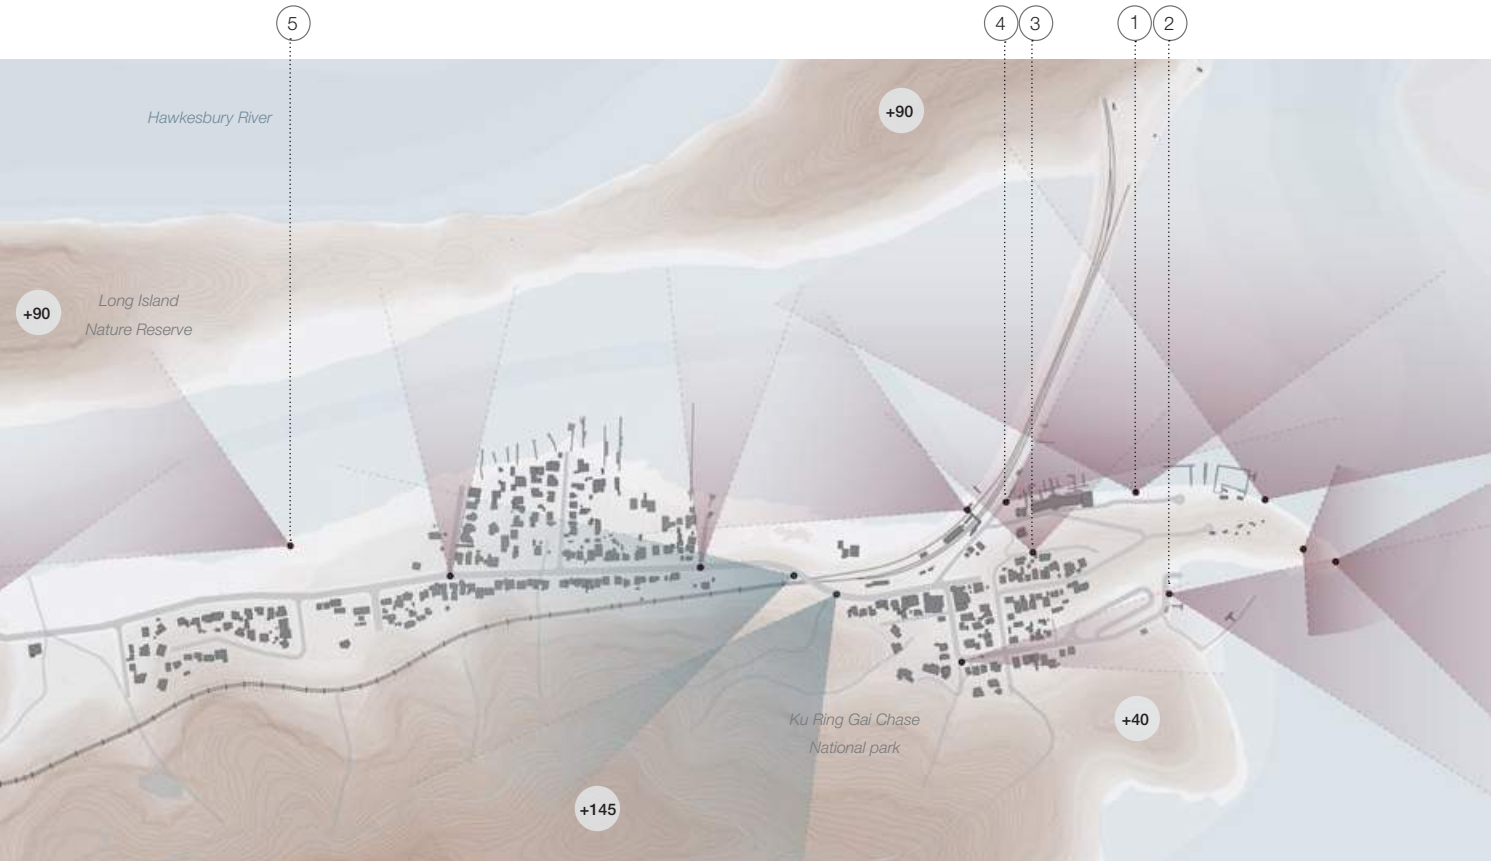 5
4
3
1
2
Hawkesbury River
+90
+90
Long Island
Nature Reserve
Ku Ring Gai Chase
National park
+40
+145